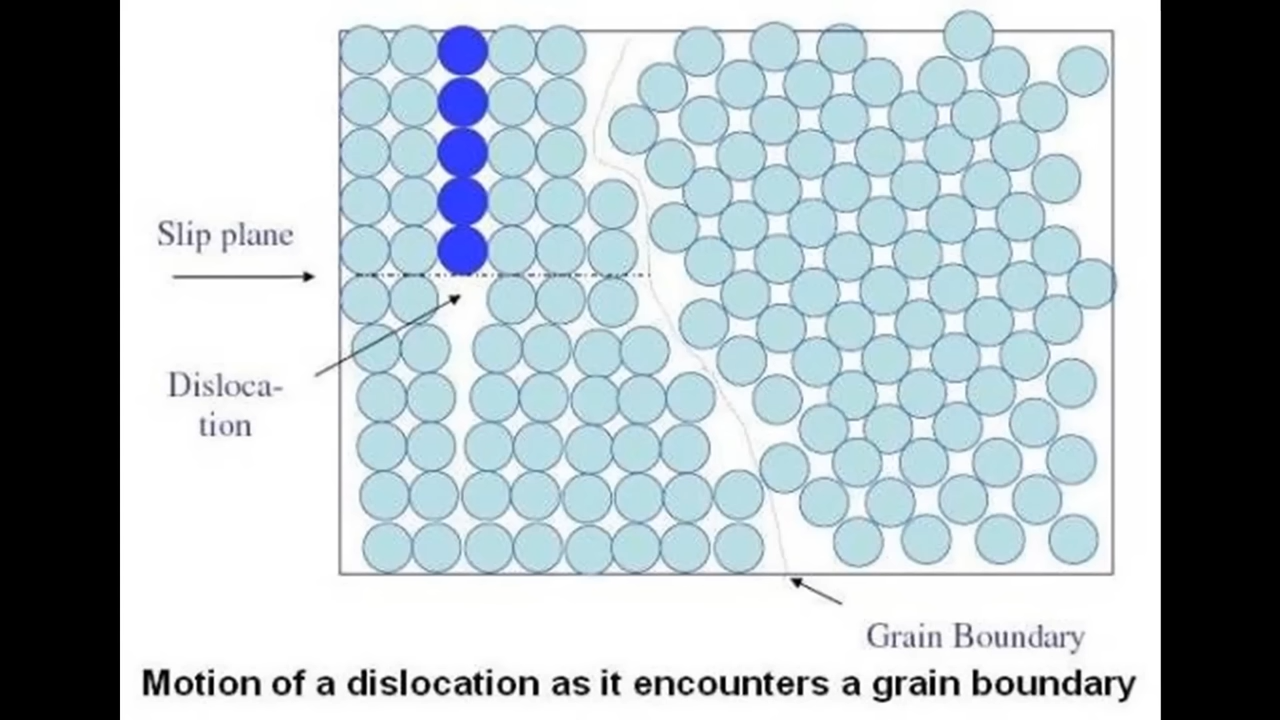 Slip plane
Disloca-
tion
Grain Boundary
Motion of a dislocation as it encounters a grain boundary